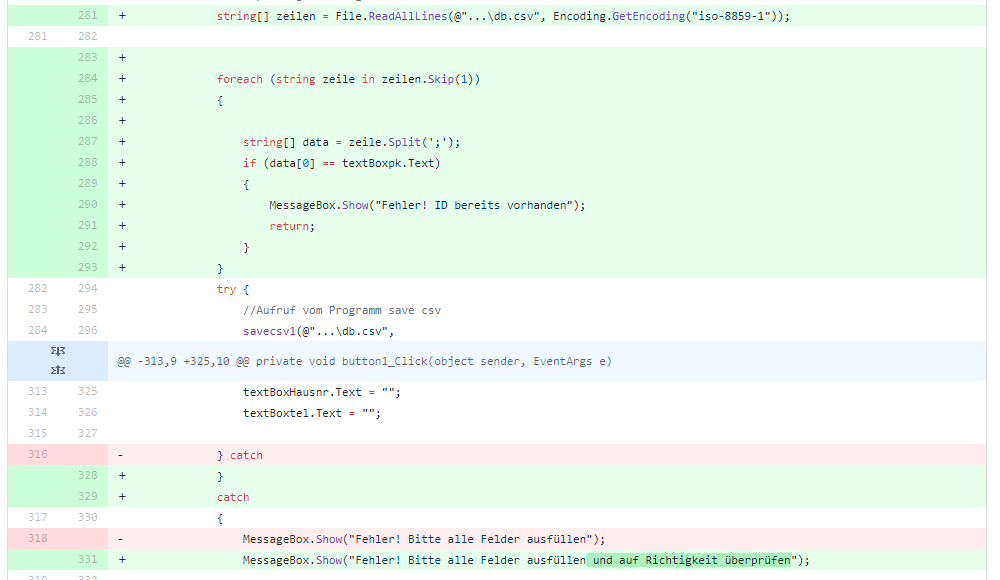 281 + string[] zeilen = File.ReadAllLines(@"...\db.csv", Encoding.GetEncoding("iso-8859-1"));
281 282
283 +
284 + foreach (string zeile in zeilen.Skip(1))
285 + {
286 +
287 + string[] data = zeile.Split(';');
288 + if (data[0] == textBoxpk.Text)
289 + {
290 + MessageBox.Show("Fehler! ID bereits vorhanden");
291 + return;
292 + }
293 + }
282 294 try {
283 295 //Aufruf vom Programm save csv
284 296 savecsv1(@"...\db.csv",
@@ -313,9 +325,10 @@ private void button1_Click(object sender, EventArgs e)
313 325 textBoxHausnr.Text = "";
314 326 textBoxtel.Text = "";
315 327
316 - } catch
328 + }
329 + catch
317 330 {
318 - MessageBox.Show("Fehler! Bitte alle Felder ausfüllen");
331 + MessageBox.Show("Fehler! Bitte alle Felder ausfüllen und auf Richtigkeit überprüfen");
319 332